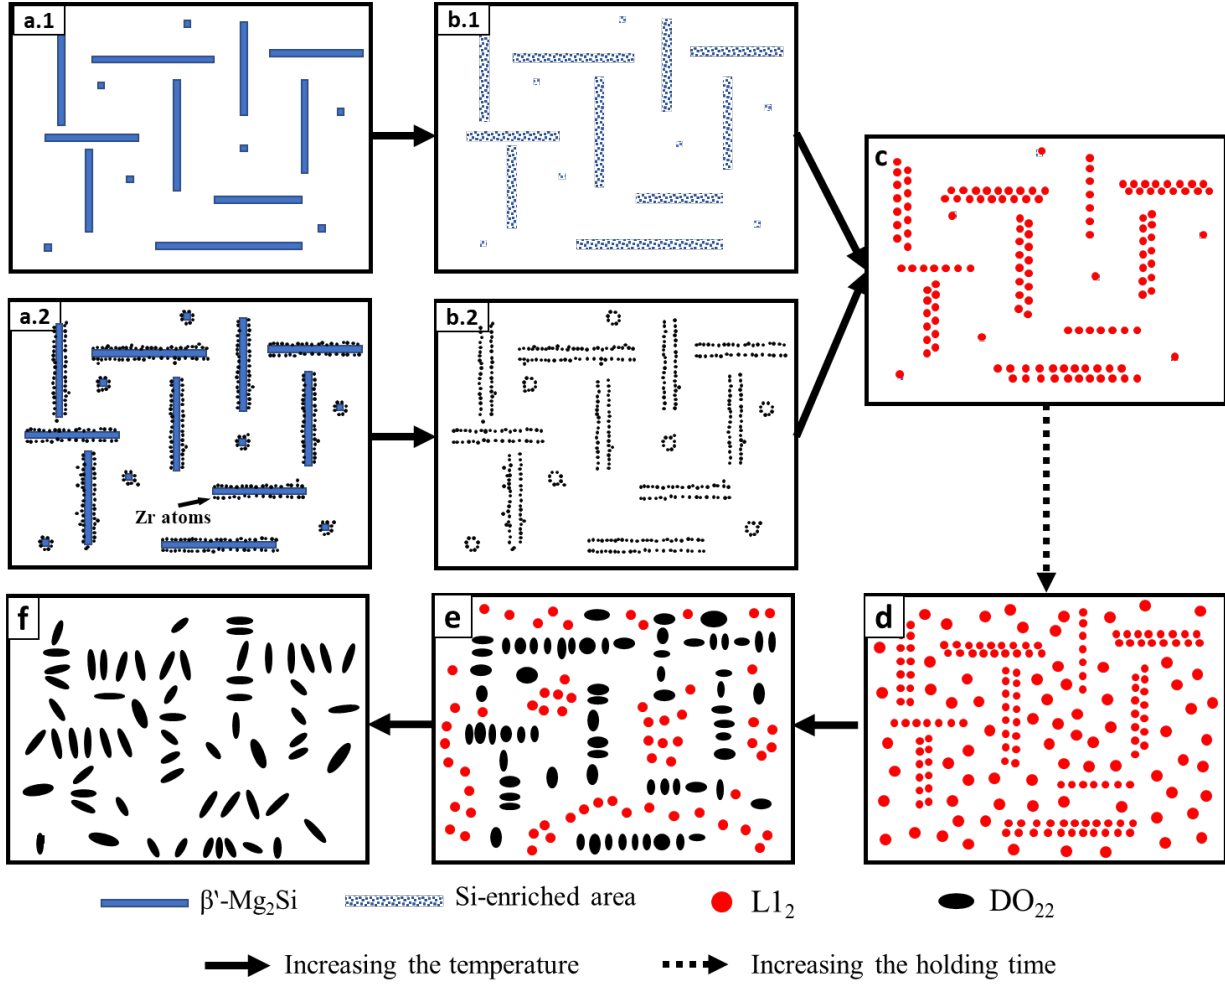 a.1
b.1
c
a.2
b.2
Zr atoms
f
e
d
β'-Mg₂Si
Si-enriched area
L1₂
DO₂₂
Increasing the temperature
Increasing the holding time